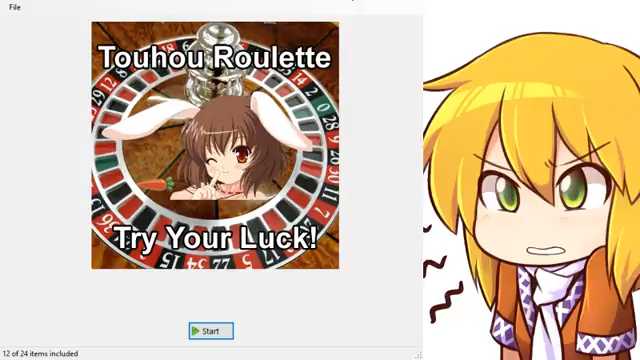 File
Touhou Roulette
Try Your Luck!
Start
12 of 24 items included